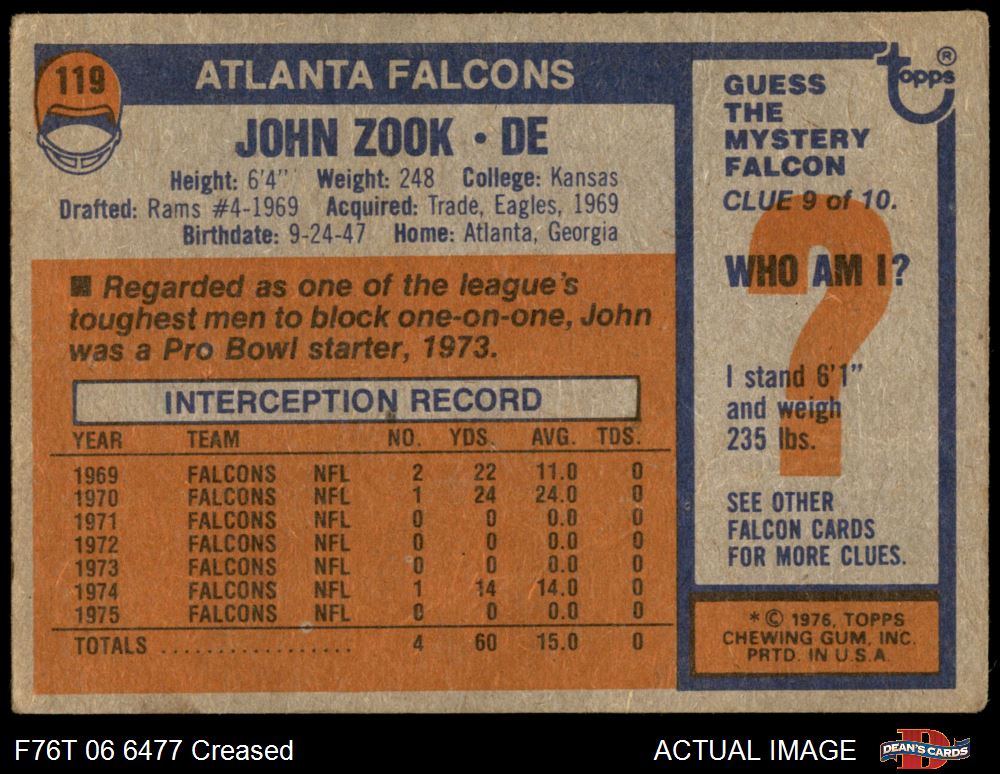 119
ATLANTA FALCONS
JOHN ZOOK • DE
Height: 6'4" Weight: 248 College: Kansas
Drafted: Rams #4-1969 Acquired: Trade, Eagles, 1969
Birthdate: 9-24-47 Home: Atlanta, Georgia
■ Regarded as one of the league's
toughest men to block one-on-one, John
was a Pro Bowl starter, 1973.
INTERCEPTION RECORD
YEAR TEAM NO. YDS. AVG. TDS.
1969 FALCONS NFL 2 22 11.0 0
1970 FALCONS NFL 1 24 24.0 0
1971 FALCONS NFL 0 0 0.0 0
1972 FALCONS NFL 0 0 0.0 0
1973 FALCONS NFL 0 0 0.0 0
1974 FALCONS NFL 1 14 14.0 0
1975 FALCONS NFL 0 0 0.0 0
TOTALS .................. 4 60 15.0 0
topps®
GUESS
THE
MYSTERY
FALCON
CLUE 9 of 10.
?
WHO AM I?
I stand 6'1"
and weigh
235 lbs.
SEE OTHER
FALCON CARDS
FOR MORE CLUES.
*© 1976, TOPPS
CHEWING GUM, INC.
PRTD. IN U.S.A.
F76T 06 6477 Creased
ACTUAL IMAGE
D
DEAN'S CARDS